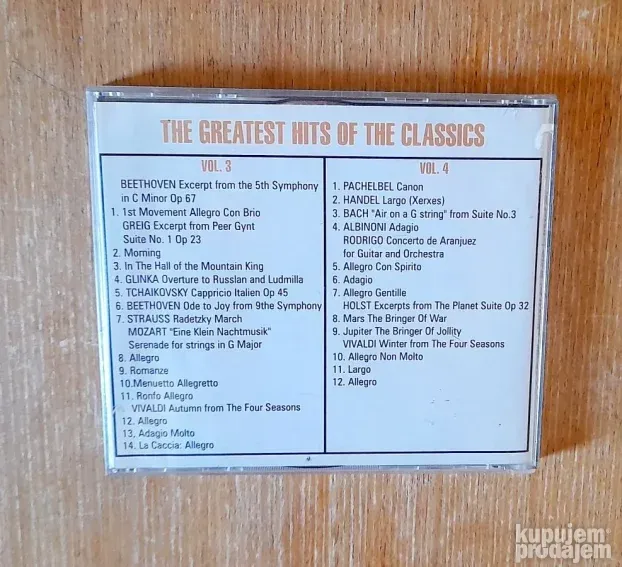 THE GREATEST HITS OF THE CLASSICS
VOL. 3
BEETHOVEN Excerpt from the 5th Symphony
in C Minor Op 67
1. 1st Movement Allegro Con Brio
GREIG Excerpt from Peer Gynt
Suite No. 1 Op 23
2. Morning
3. In The Hall of the Mountain King
4. GLINKA Overture to Russlan and Ludmilla
5. TCHAIKOVSKY Cappricio Italien Op 45
6. BEETHOVEN Ode to Joy from 9the Symphony
7. STRAUSS Radetzky March
MOZART "Eine Klein Nachtmusik"
Serenade for strings in G Major
8. Allegro
9. Romanze
10.Menuetto Allegretto
11. Ronfo Allegro
VIVALDI Autumn from The Four Seasons
12. Allegro
13, Adagio Molto
14. La Caccia: Allegro
VOL. 4
1. PACHELBEL Canon
2. HANDEL Largo (Xerxes)
3. BACH "Air on a G string" from Suite No.3
4. ALBINONI Adagio
RODRIGO Concerto de Aranjuez
for Guitar and Orchestra
5. Allegro Con Spirito
6. Adagio
7. Allegro Gentille
HOLST Excerpts from The Planet Suite Op 32
8. Mars The Bringer Of War
9. Jupiter The Bringer Of Jollity
VIVALDI Winter from The Four Seasons
10. Allegro Non Molto
11. Largo
12. Allegro
kupujem
prodajem